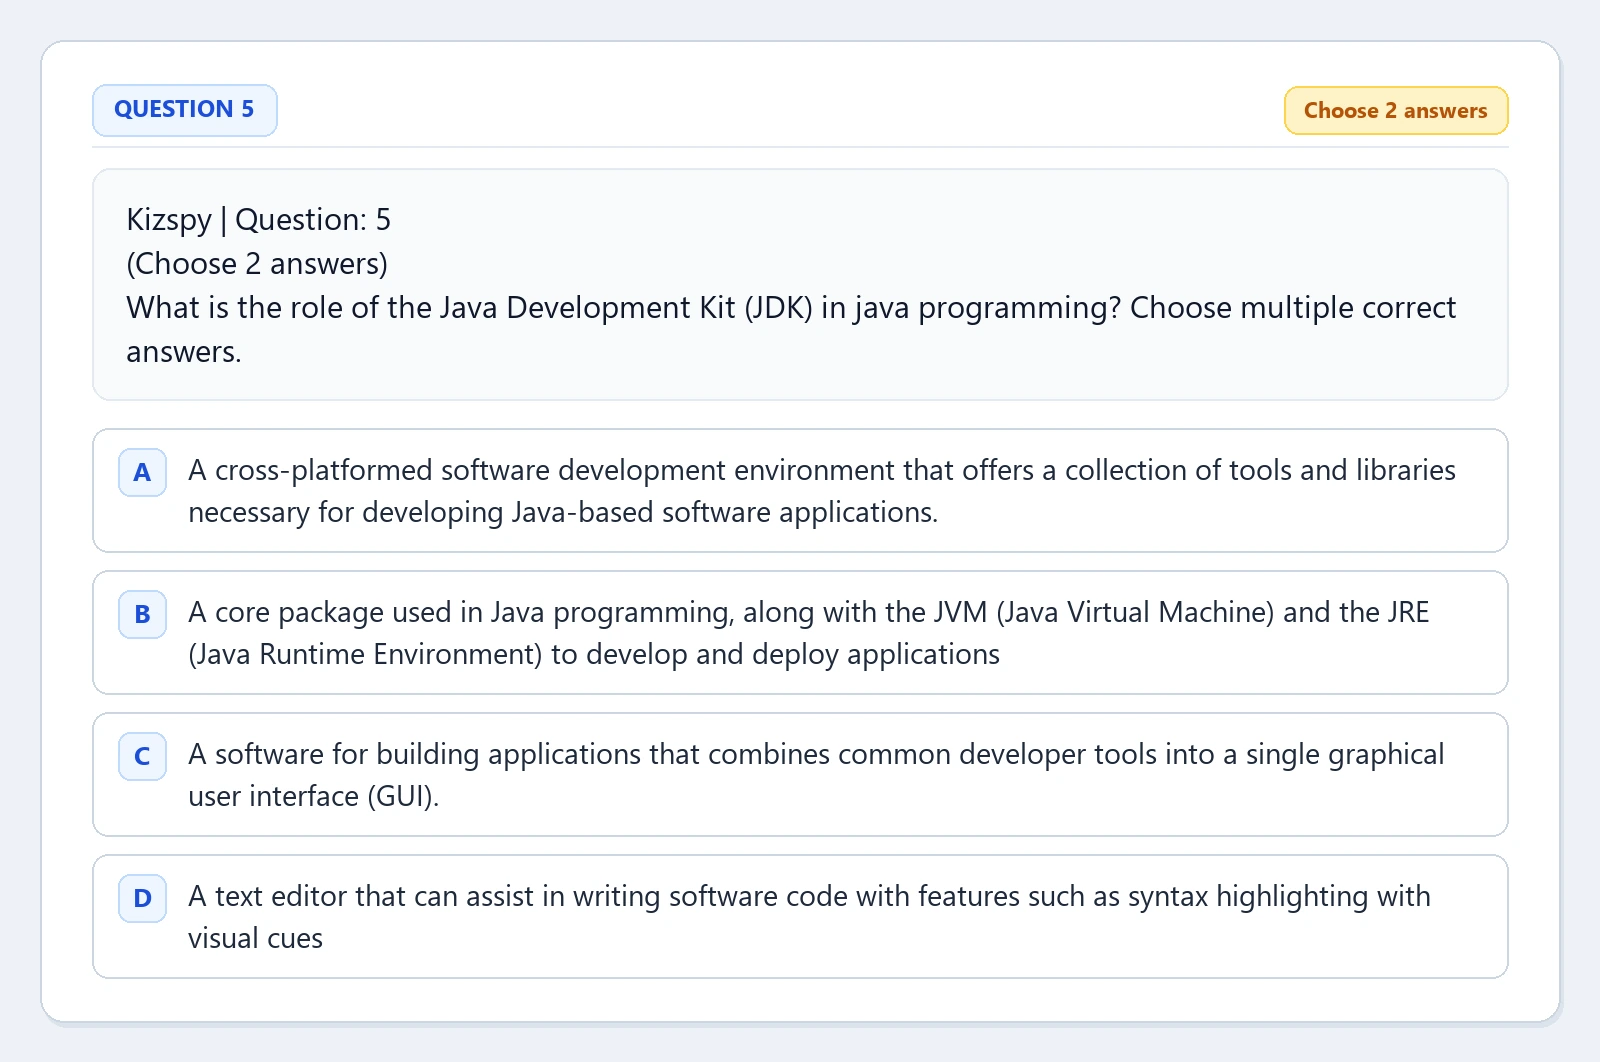 QUESTION 5
Choose 2 answers
Kizspy | Question: 5
(Choose 2 answers)
What is the role of the Java Development Kit (JDK) in java programming? Choose multiple correct
answers.
A
A cross-platformed software development environment that offers a collection of tools and libraries
necessary for developing Java-based software applications.
B
A core package used in Java programming, along with the JVM (Java Virtual Machine) and the JRE
(Java Runtime Environment) to develop and deploy applications
C
A software for building applications that combines common developer tools into a single graphical
user interface (GUI).
D
A text editor that can assist in writing software code with features such as syntax highlighting with
visual cues